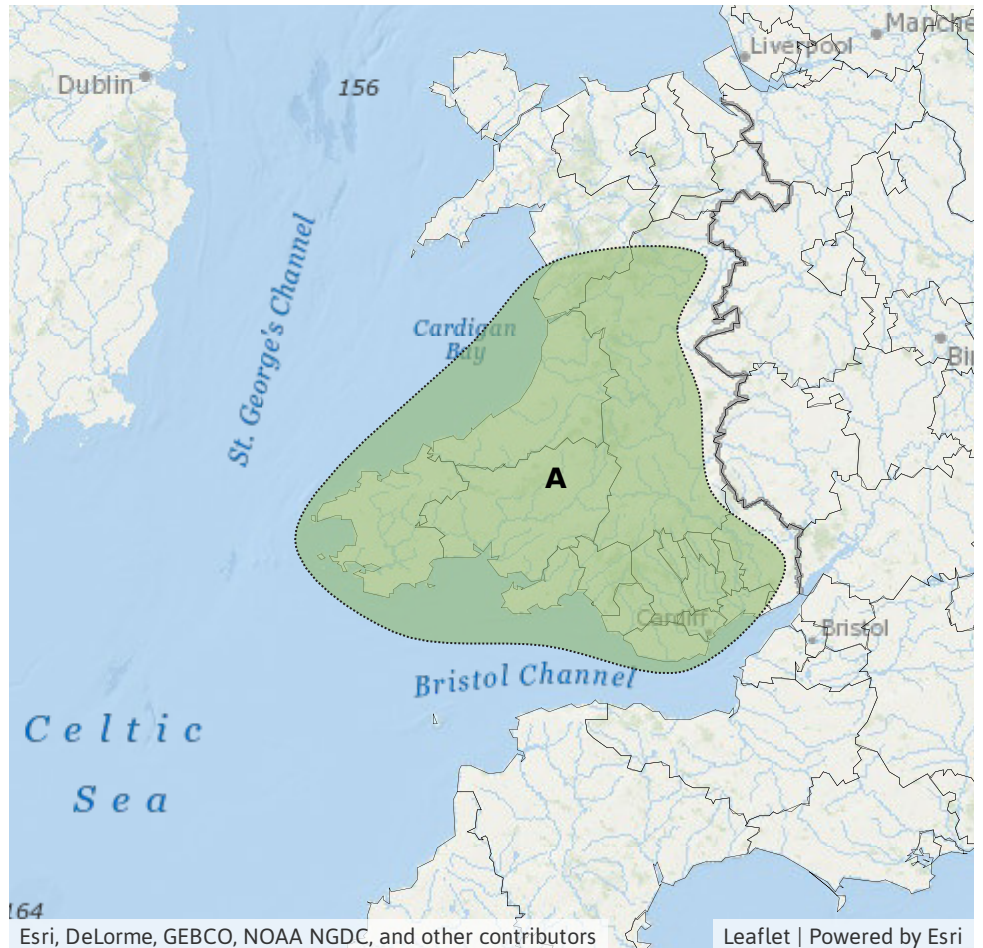 Manche
Liverpool
Dublin
156
St. George's Channel
Cardigan
Bay
Bi
A
Cardiff
Bristol
Bristol Channel
Celtic
Sea
164
Esri, DeLorme, GEBCO, NOAA NGDC, and other contributors
Leaflet | Powered by Esri